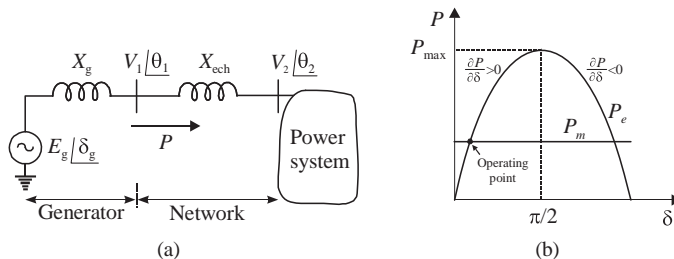 X_g
V_1∠θ_1
X_ech
V_2∠θ_2
E_g∠δ_g
P
Power
system
Generator
Network
(a)
P
P_max
∂P/∂δ>0
∂P/∂δ<0
P_e
P_m
Operating
point
π/2
δ
(b)